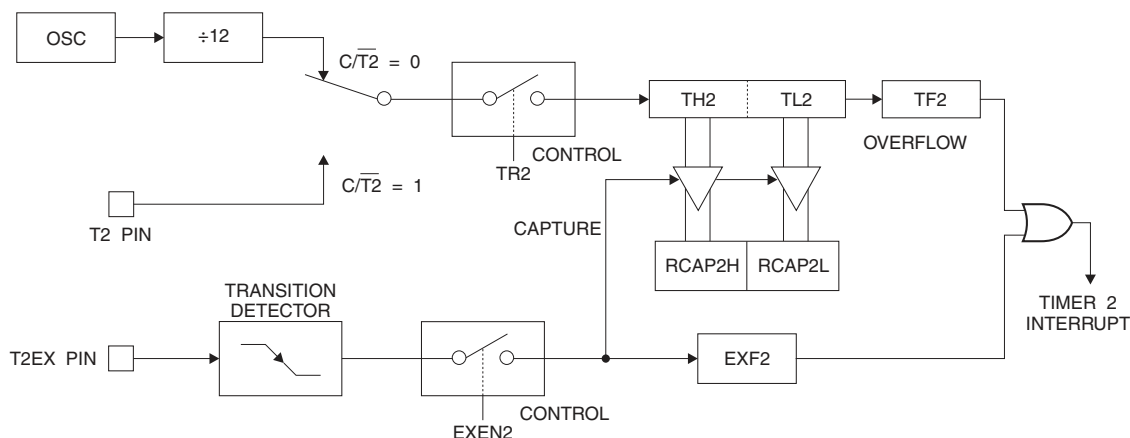 OSC
÷12
C/T2 = 0
TH2
TL2
TF2
OVERFLOW
CONTROL
TR2
C/T2 = 1
T2 PIN
CAPTURE
RCAP2H
RCAP2L
TRANSITION
DETECTOR
TIMER 2
INTERRUPT
T2EX PIN
EXF2
CONTROL
EXEN2